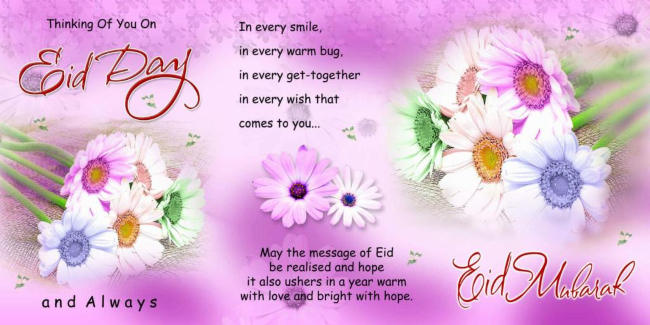 Thinking Of You On
Eid Day
and Always
In every smile,
in every warm bug,
in every get-together
in every wish that
comes to you...
May the message of Eid
be realised and hope
it also ushers in a year warm
with love and bright with hope.
Eid Mubarak